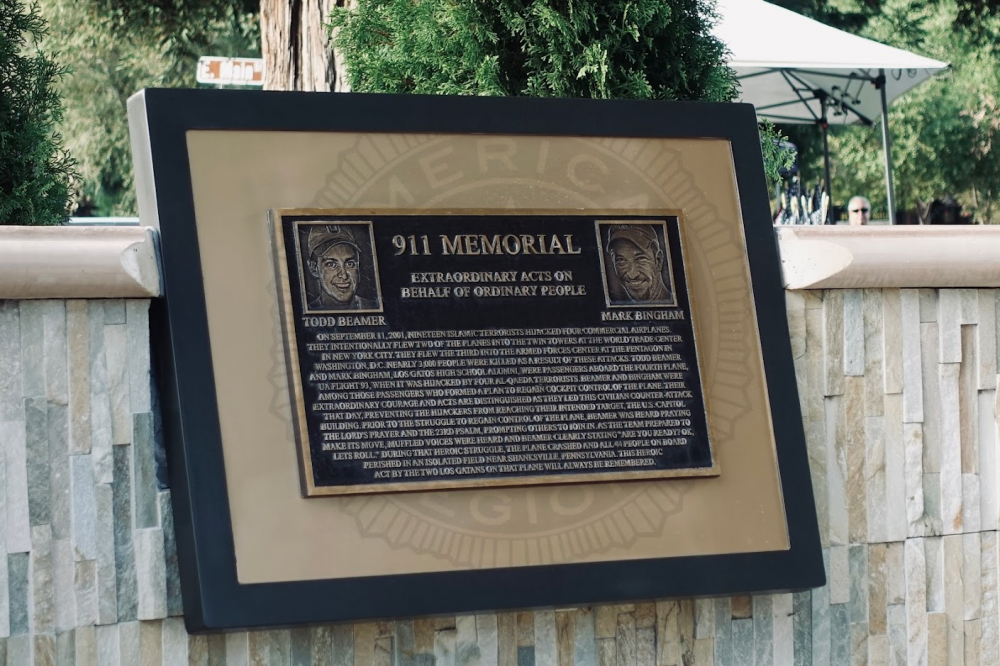 E. Main
AMERICAN
911 MEMORIAL
EXTRAORDINARY ACTS ON
BEHALF OF ORDINARY PEOPLE
TODD BEAMER
MARK BINGHAM
ON SEPTEMBER 11, 2001, NINETEEN ISLAMIC TERRORISTS HIJACKED FOUR COMMERCIAL AIRPLANES.
THEY INTENTIONALLY FLEW TWO OF THE PLANES INTO THE TWIN TOWERS AT THE WORLD TRADE CENTER
IN NEW YORK CITY. THEY FLEW THE THIRD INTO THE ARMED FORCES CENTER AT THE PENTAGON IN
WASHINGTON, D.C. NEARLY 3,000 PEOPLE WERE KILLED AS A RESULT OF THESE ATTACKS. TODD BEAMER
AND MARK BINGHAM, LOS GATOS HIGH SCHOOL ALUMNI, WERE PASSENGERS ABOARD THE FOURTH PLANE,
UA FLIGHT 93, WHEN IT WAS HIJACKED BY FOUR AL-QAEDA TERRORISTS. BEAMER AND BINGHAM WERE
AMONG THOSE PASSENGERS WHO FORMED A PLAN TO REGAIN COCKPIT CONTROL OF THE PLANE. THEIR
EXTRAORDINARY COURAGE AND ACTS ARE DISTINGUISHED AS THEY LED THIS CIVILIAN COUNTER-ATTACK
THAT DAY, PREVENTING THE HIJACKERS FROM REACHING THEIR INTENDED TARGET, THE U.S. CAPITOL
BUILDING. PRIOR TO THE STRUGGLE TO REGAIN CONTROL OF THE PLANE, BEAMER WAS HEARD PRAYING
THE LORD'S PRAYER AND THE 23RD PSALM, PROMPTING OTHERS TO JOIN IN. AS THE TEAM PREPARED TO
MAKE ITS MOVE, MUFFLED VOICES WERE HEARD AND BEAMER CLEARLY STATING "ARE YOU READY? OK,
LETS ROLL." DURING THAT HEROIC STRUGGLE, THE PLANE CRASHED AND ALL 44 PEOPLE ON BOARD
PERISHED IN AN ISOLATED FIELD NEAR SHANKSVILLE, PENNSYLVANIA. THIS HEROIC
ACT BY THE TWO LOS GATANS ON THAT PLANE WILL ALWAYS BE REMEMBERED.